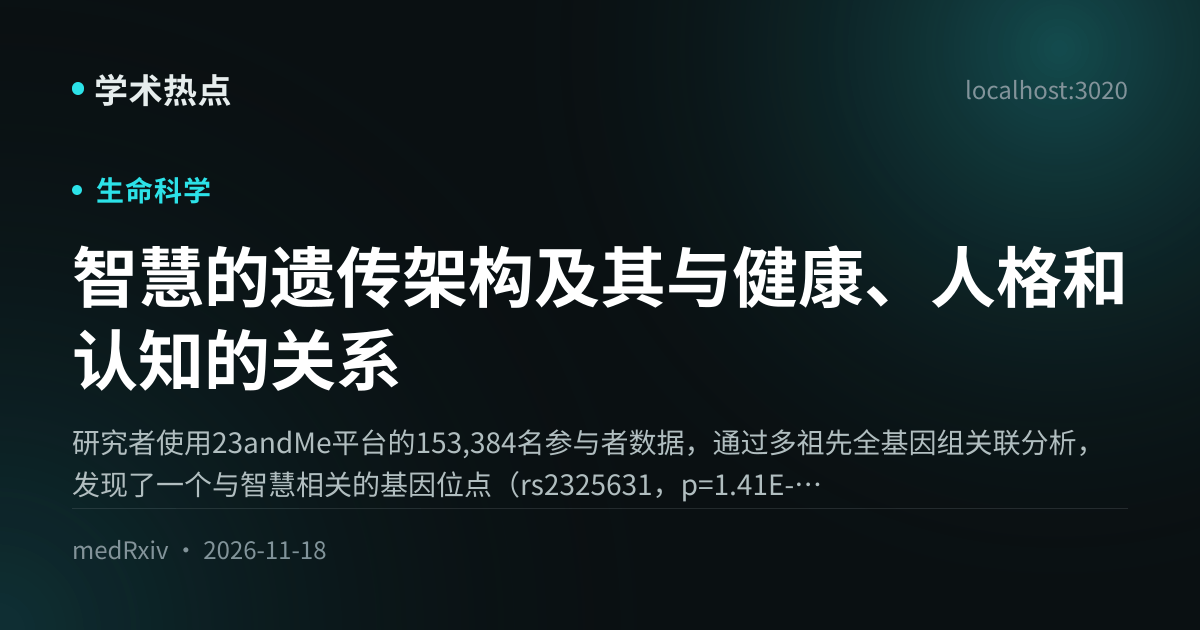 学术热点
localhost:3020
生命科学
智慧的遗传架构及其与健康、人格和
认知的关系
研究者使用23andMe平台的153,384名参与者数据，通过多祖先全基因组关联分析，
发现了一个与智慧相关的基因位点（rs2325631，p=1.41E-…
medRxiv • 2026-11-18